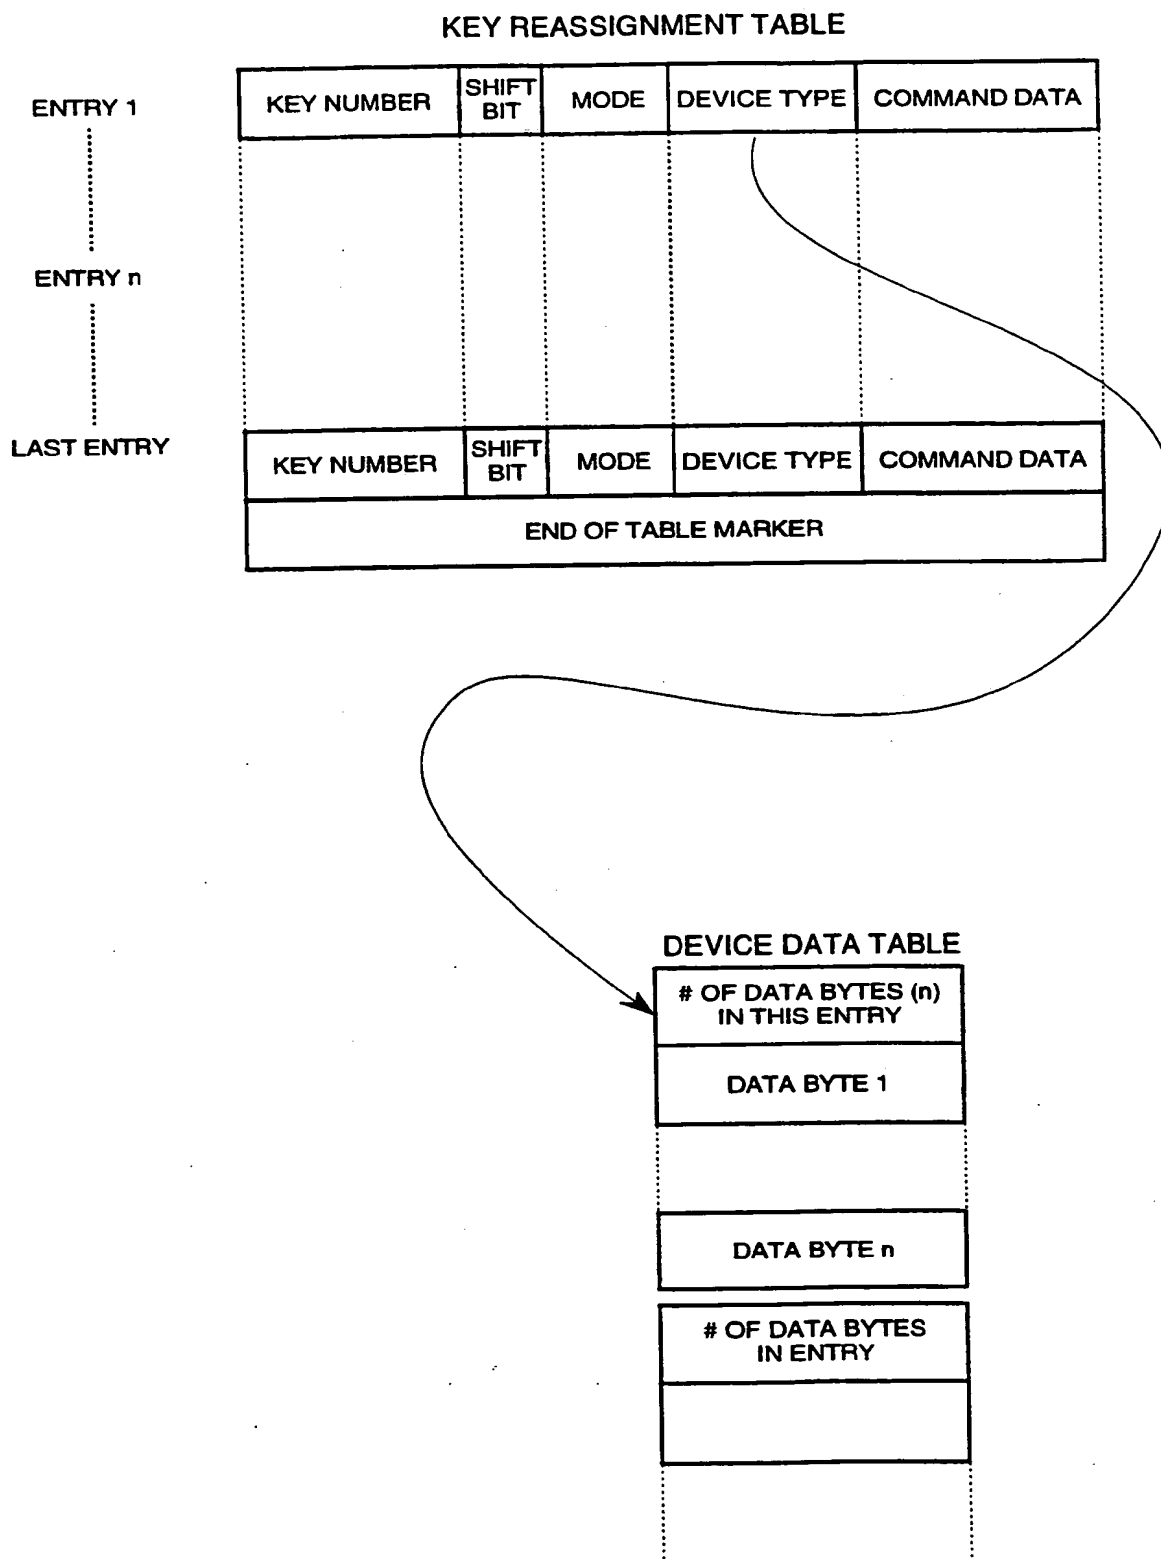 KEY REASSIGNMENT TABLE
ENTRY 1
KEY NUMBER
SHIFT
BIT
MODE
DEVICE TYPE
COMMAND DATA
ENTRY n
LAST ENTRY
KEY NUMBER
SHIFT
BIT
MODE
DEVICE TYPE
COMMAND DATA
END OF TABLE MARKER
DEVICE DATA TABLE
# OF DATA BYTES (n)
IN THIS ENTRY
DATA BYTE 1
DATA BYTE n
# OF DATA BYTES
IN ENTRY